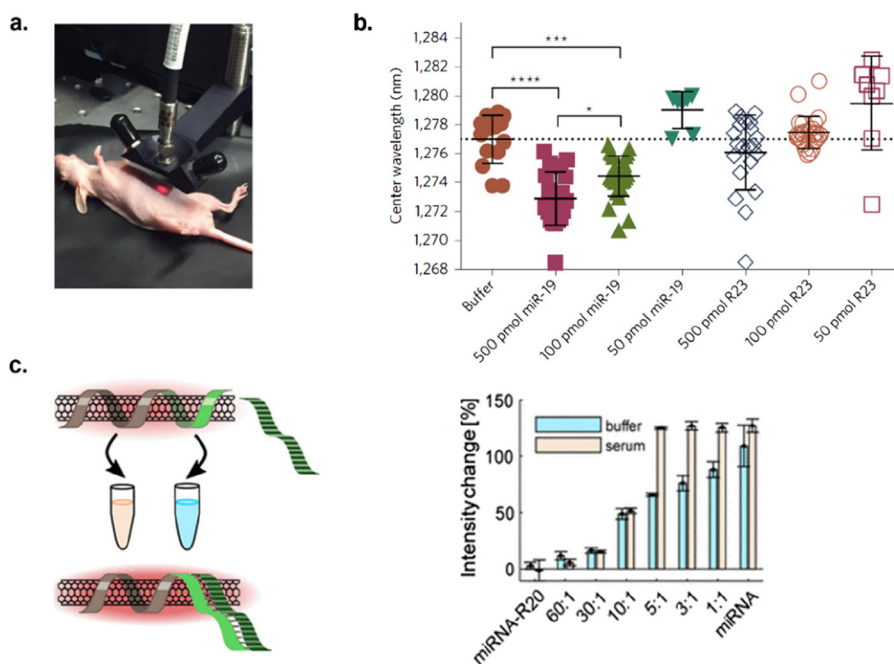 a.
b.
Center wavelength (nm)
1,284
1,282
1,280
1,278
1,276
1,274
1,272
1,270
1,268
***
****
*
Buffer
500 pmol miR-19
100 pmol miR-19
50 pmol miR-19
500 pmol R23
100 pmol R23
50 pmol R23
c.
Intensity change [%]
150
100
50
0
buffer
serum
miRNA-R20
60:1
30:1
10:1
5:1
3:1
1:1
miRNA